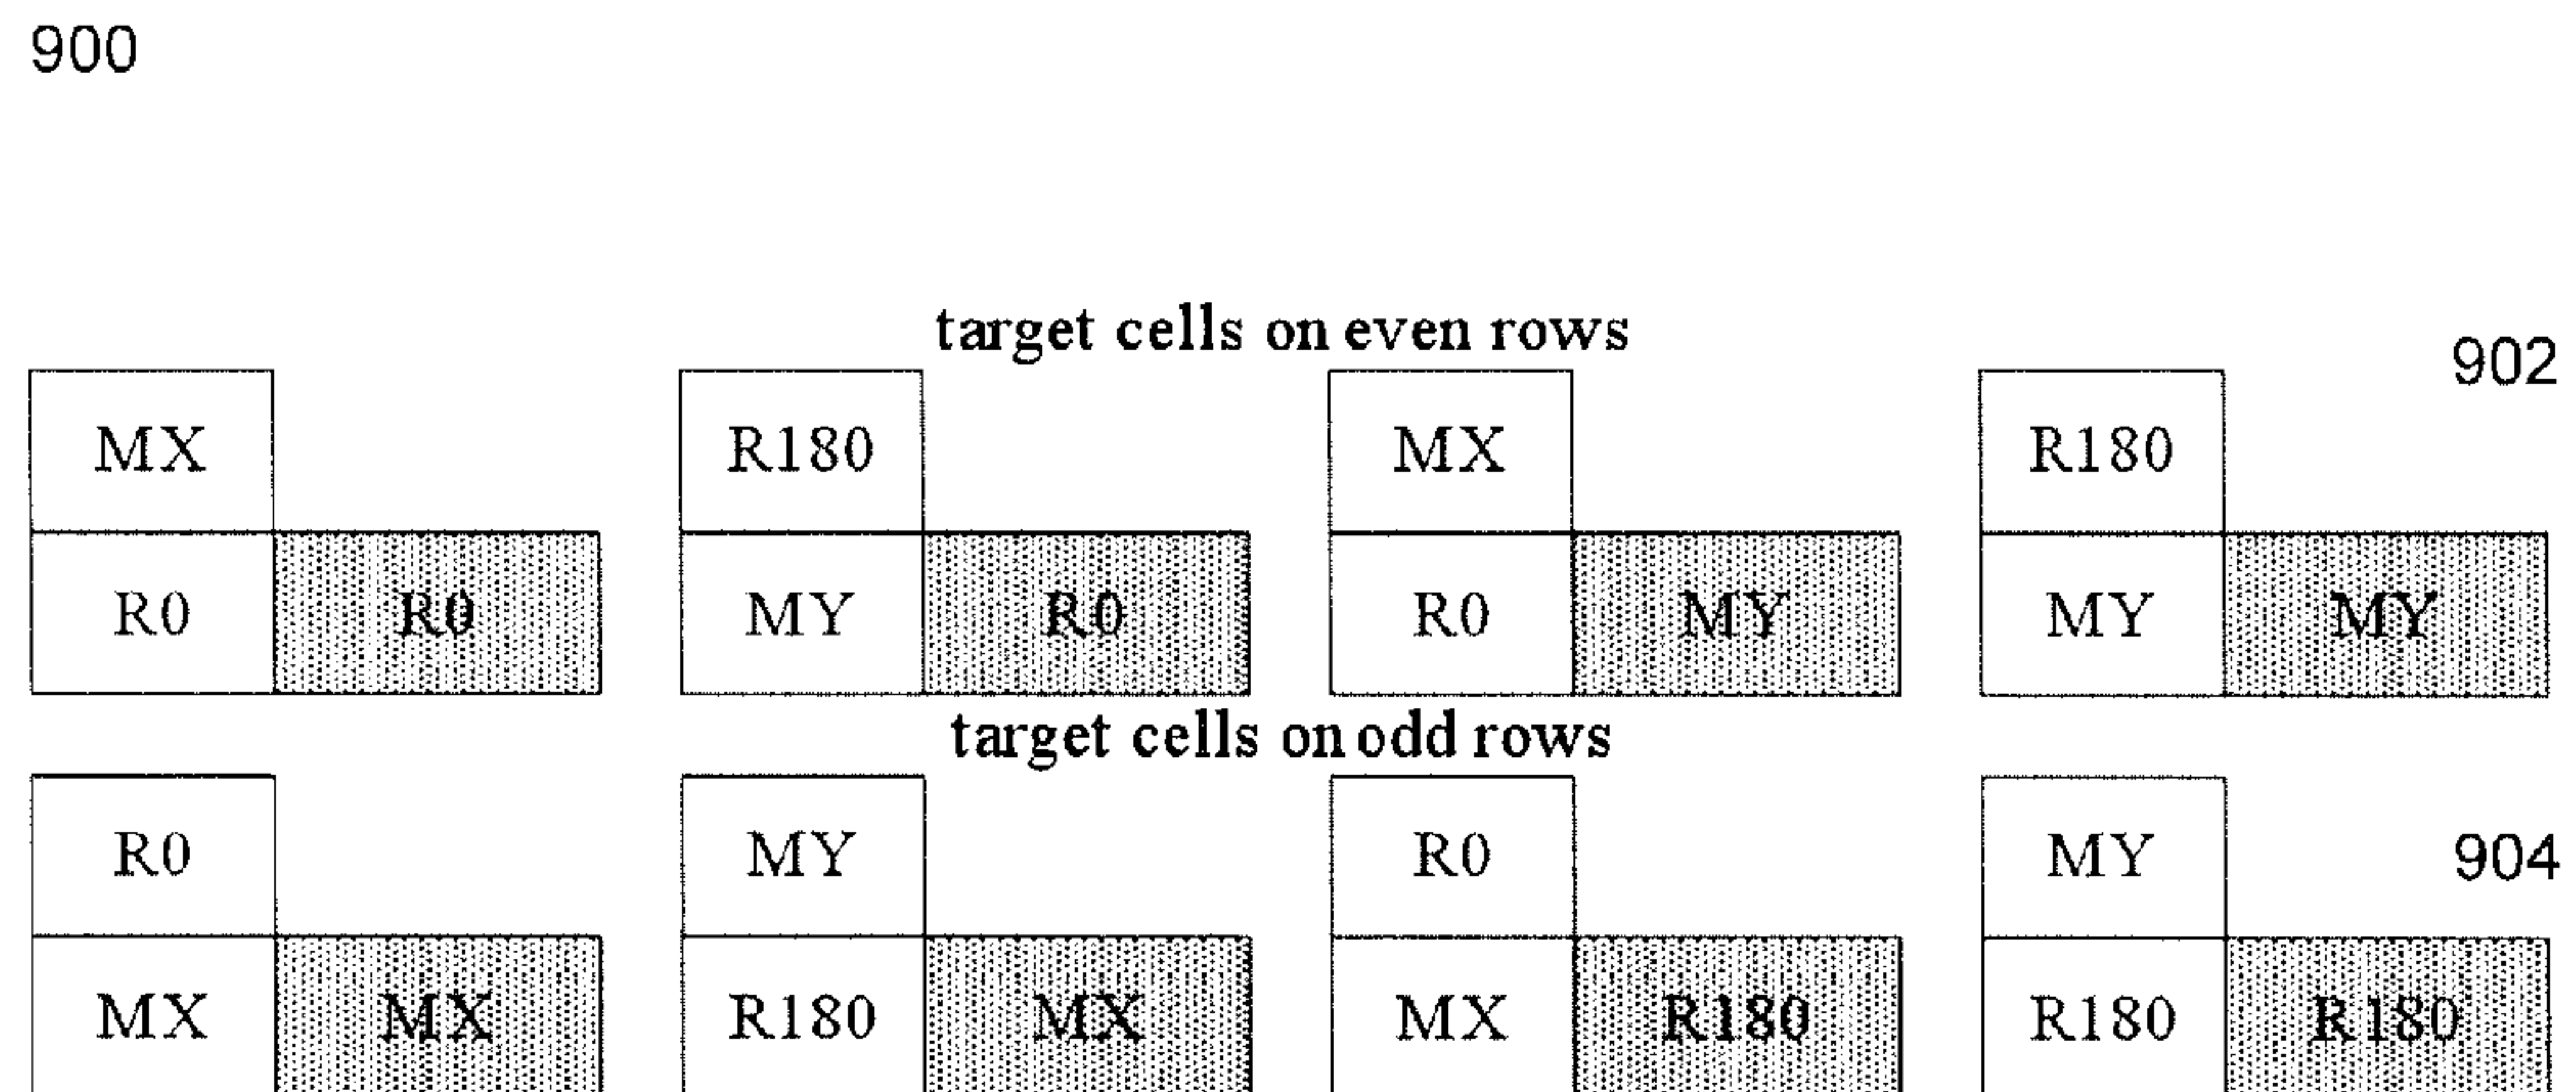 900
target cells on even rows
902
MX R180 MX R180
R0 R0 MY R0 R0 MY MY MY
target cells on odd rows
R0 MY R0 MY
904
MX MX R180 MX MX R180 R180 R180